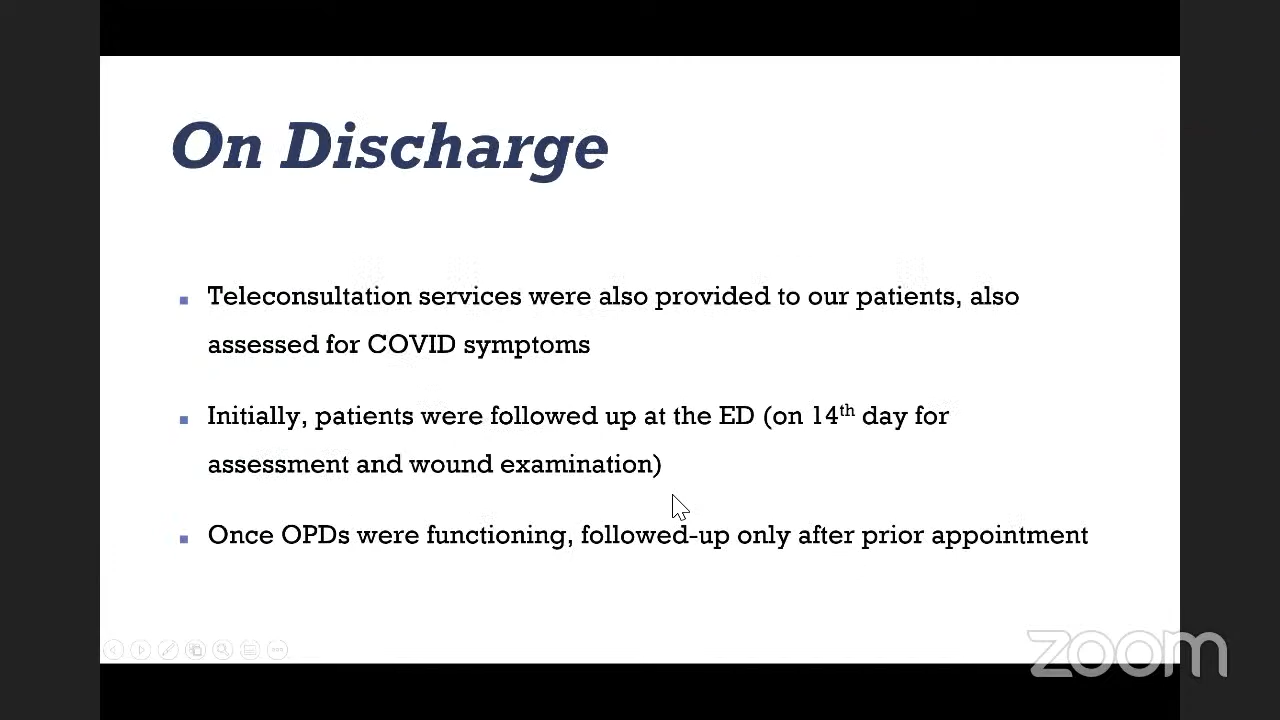 On Discharge
Teleconsultation services were also provided to our patients, also
assessed for COVID symptoms
Initially, patients were followed up at the ED (on 14th day for
assessment and wound examination)
Once OPDs were functioning, followed-up only after prior appointment
zoom